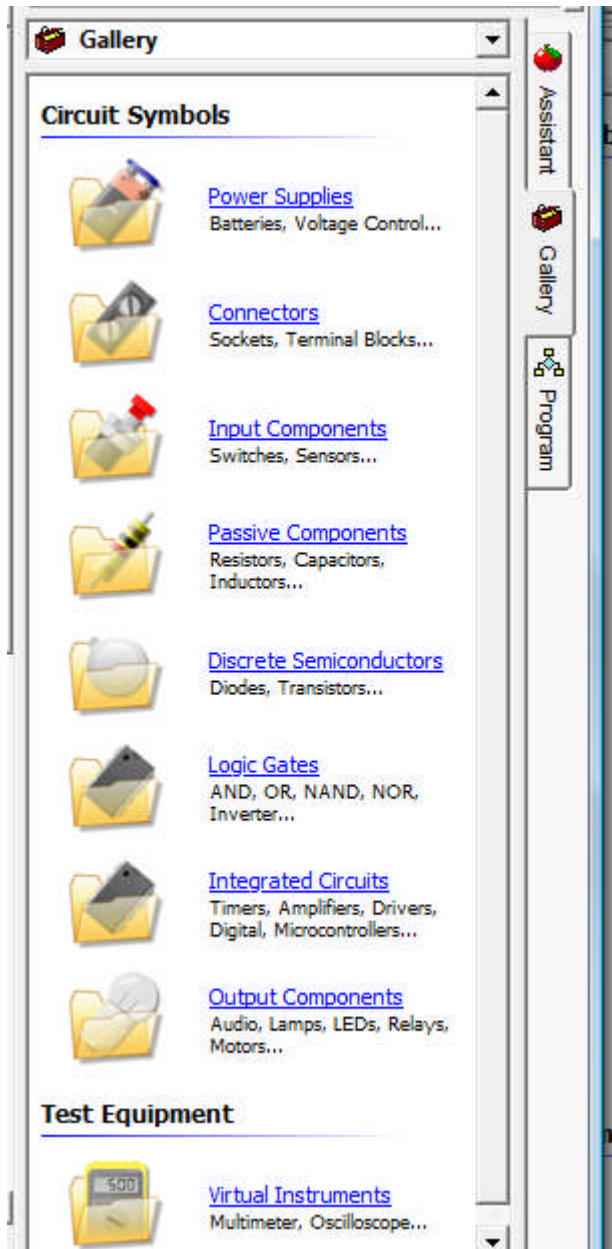 Gallery
Circuit Symbols
Power Supplies
Batteries, Voltage Control...
Connectors
Sockets, Terminal Blocks...
Input Components
Switches, Sensors...
Passive Components
Resistors, Capacitors,
Inductors...
Discrete Semiconductors
Diodes, Transistors...
Logic Gates
AND, OR, NAND, NOR,
Inverter...
Integrated Circuits
Timers, Amplifiers, Drivers,
Digital, Microcontrollers...
Output Components
Audio, Lamps, LEDs, Relays,
Motors...
Test Equipment
500
Virtual Instruments
Multimeter, Oscilloscope...
Assistant
Gallery
Program